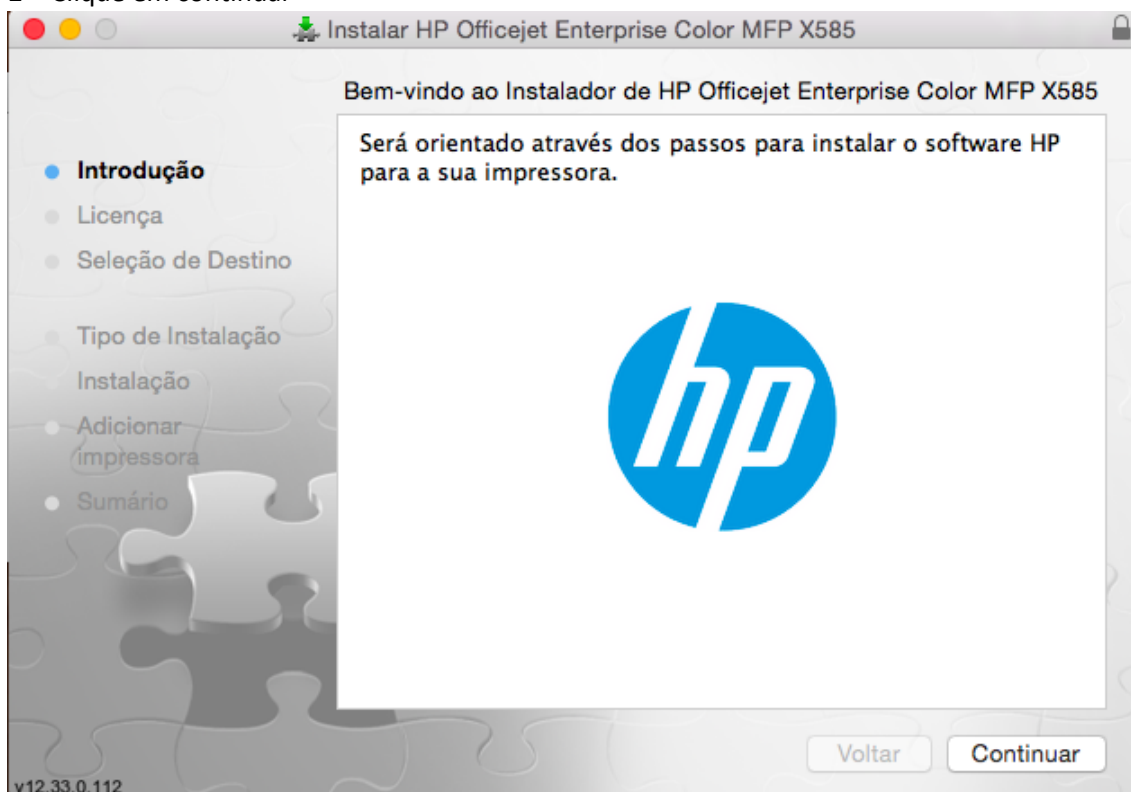 Instalar HP Officejet Enterprise Color MFP X585
Bem-vindo ao Instalador de HP Officejet Enterprise Color MFP X585
Será orientado através dos passos para instalar o software HP
para a sua impressora.
Introdução
Licença
Seleção de Destino
Tipo de Instalação
Instalação
Adicionar
impressora
Sumário
hp
Voltar
Continuar
v12.33.0.112